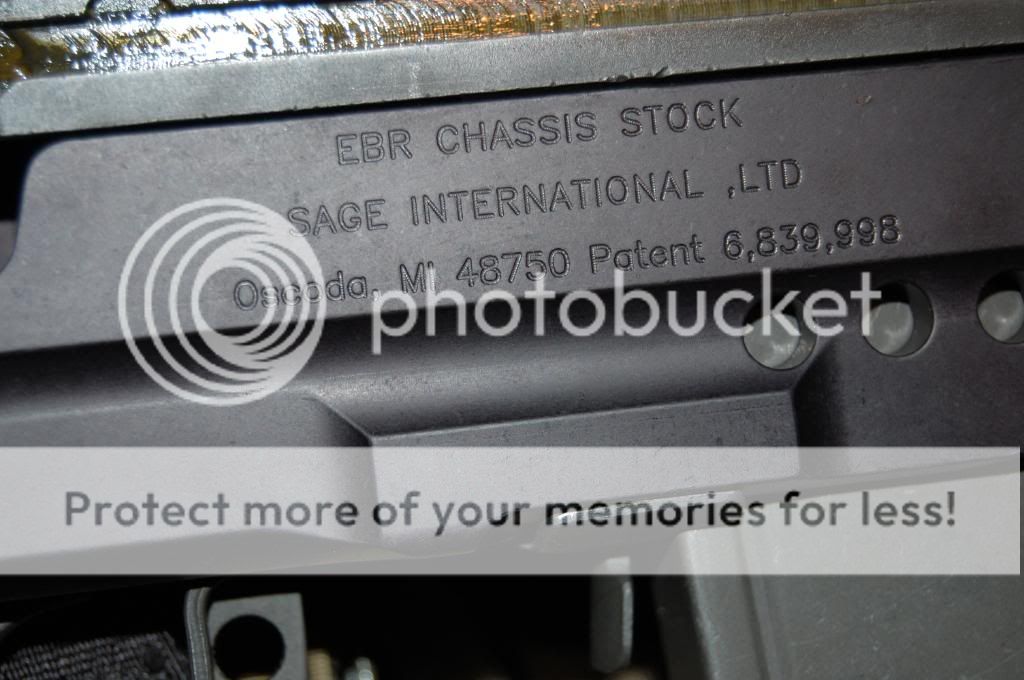 EBR CHASSIS STOCK
SAGE INTERNATIONAL ,LTD
Oscoda, MI 48750 Patent 6,839,998
photobucket
Protect more of your memories for less!